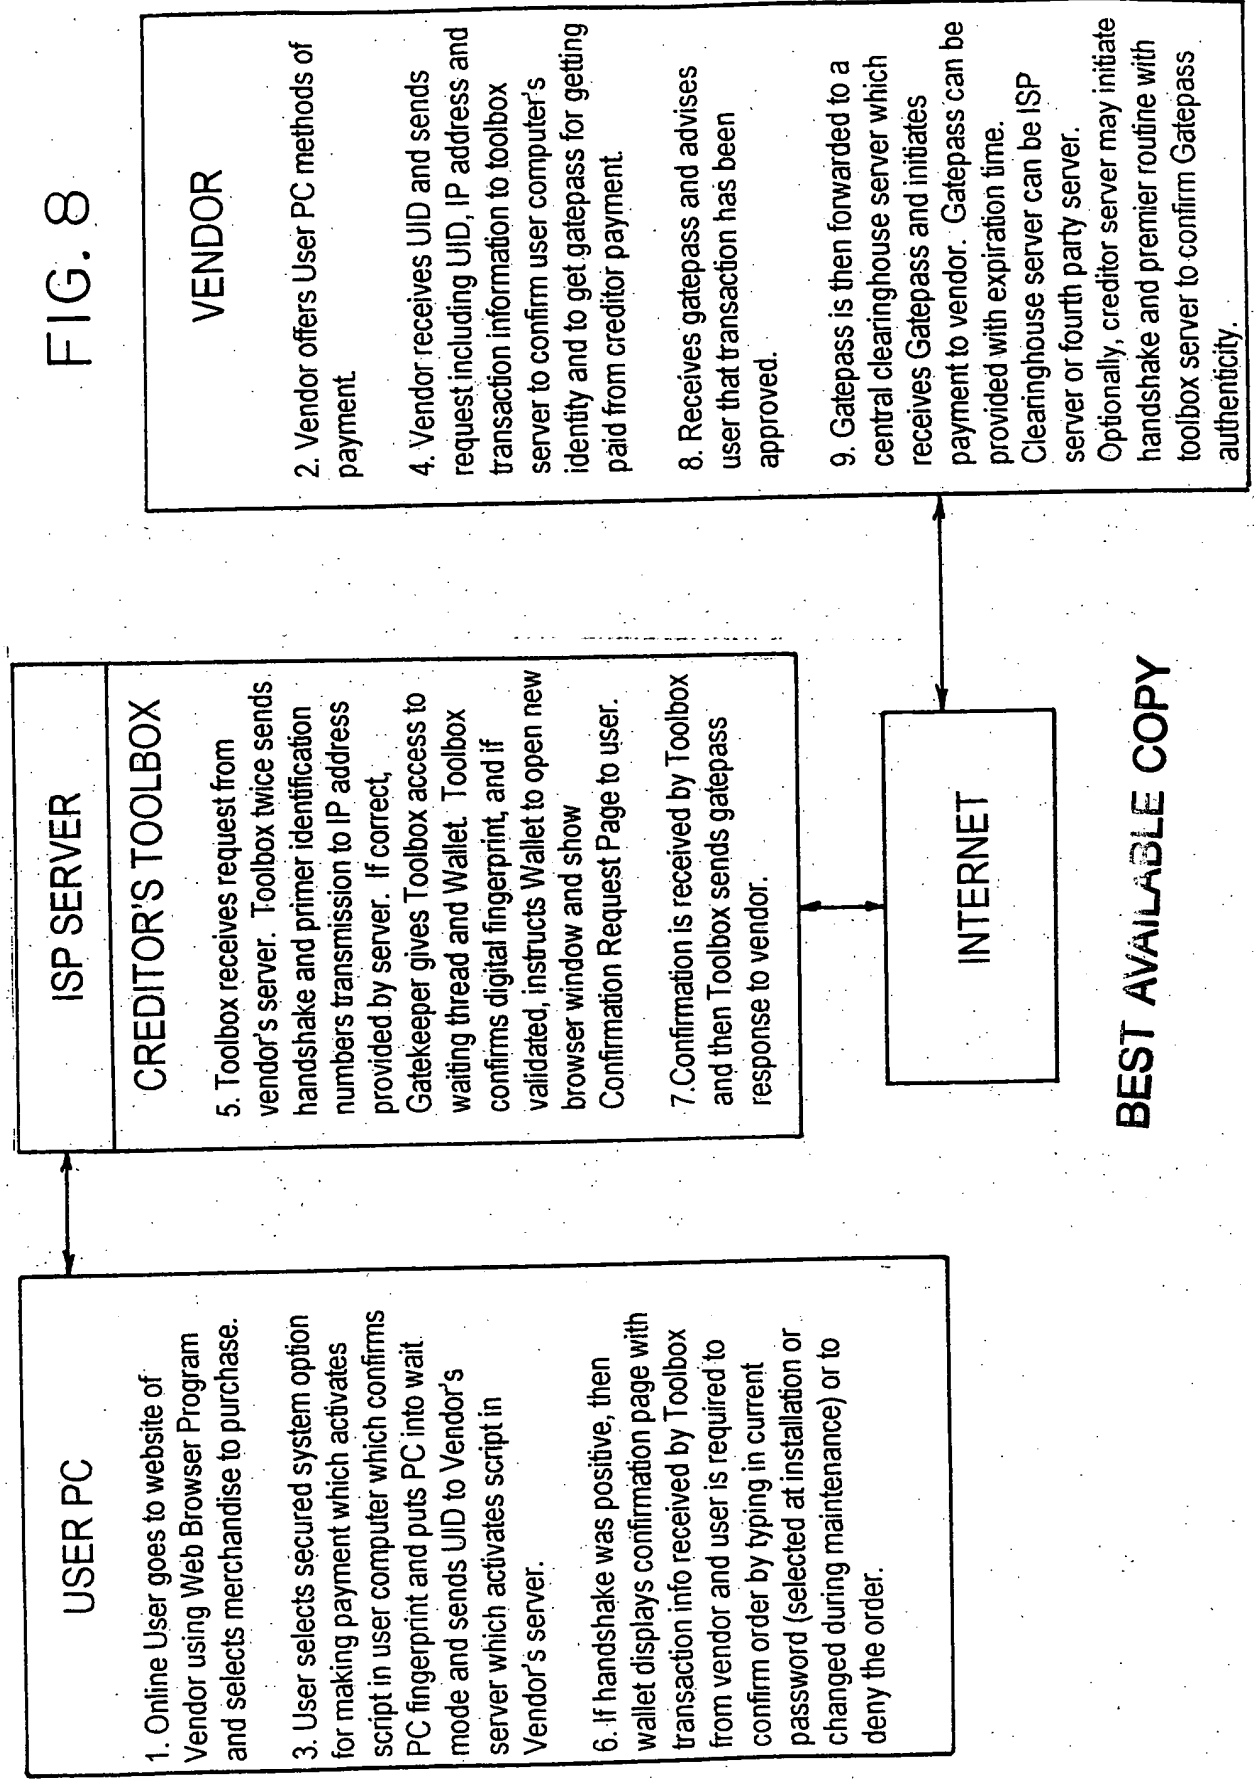 FIG. 8
USER PC
1. Online User goes to website of
Vendor using Web Browser Program
and selects merchandise to purchase.
3. User selects secured system option
for making payment which activates
script in user computer which confirms
PC fingerprint and puts PC into wait
mode and sends UID to Vendor's
server which activates script in
Vendor's server.
6. If handshake was positive, then
wallet displays confirmation page with
transaction info received by Toolbox
from vendor and user is required to
confirm order by typing in current
password (selected at installation or
changed during maintenance) or to
deny the order.
ISP SERVER
CREDITOR'S TOOLBOX
5. Toolbox receives request from
vendor's server. Toolbox twice sends
handshake and primer identification
numbers transmission to IP address
provided by server. If correct,
Gatekeeper gives Toolbox access to
waiting thread and Wallet. Toolbox
confirms digital fingerprint, and if
validated, instructs Wallet to open new
browser window and show
Confirmation Request Page to user.
7.Confirmation is received by Toolbox
and then Toolbox sends gatepass
response to vendor.
INTERNET
VENDOR
2. Vendor offers User PC methods of
payment.
4. Vendor receives UID and sends
request including UID, IP address and
transaction information to toolbox
server to confirm user computer's
identity and to get gatepass for getting
paid from creditor payment.
8. Receives gatepass and advises
user that transaction has been
approved.
9. Gatepass is then forwarded to a
central clearinghouse server which
receives Gatepass and initiates
payment to vendor. Gatepass can be
provided with expiration time.
Clearinghouse server can be ISP
server or fourth party server.
Optionally, creditor server may initiate
handshake and premier routine with
toolbox server to confirm Gatepass
authenticity.
BEST AVAILABLE COPY